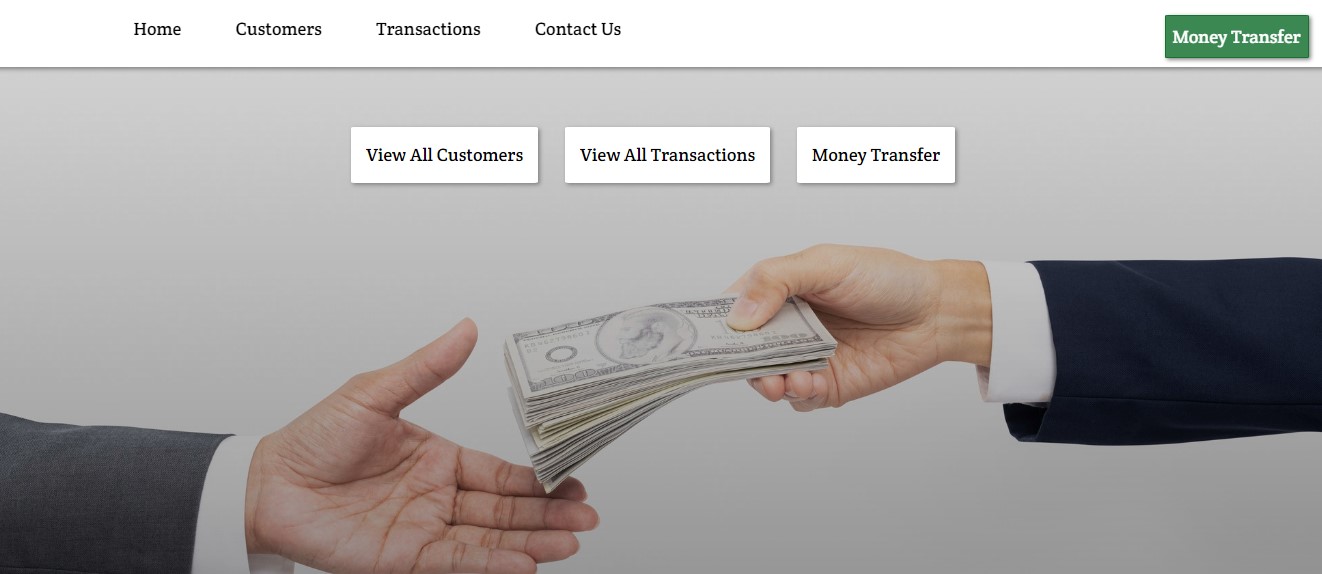 Home Customers Transactions Contact Us Money Transfer
View All Customers View All Transactions Money Transfer